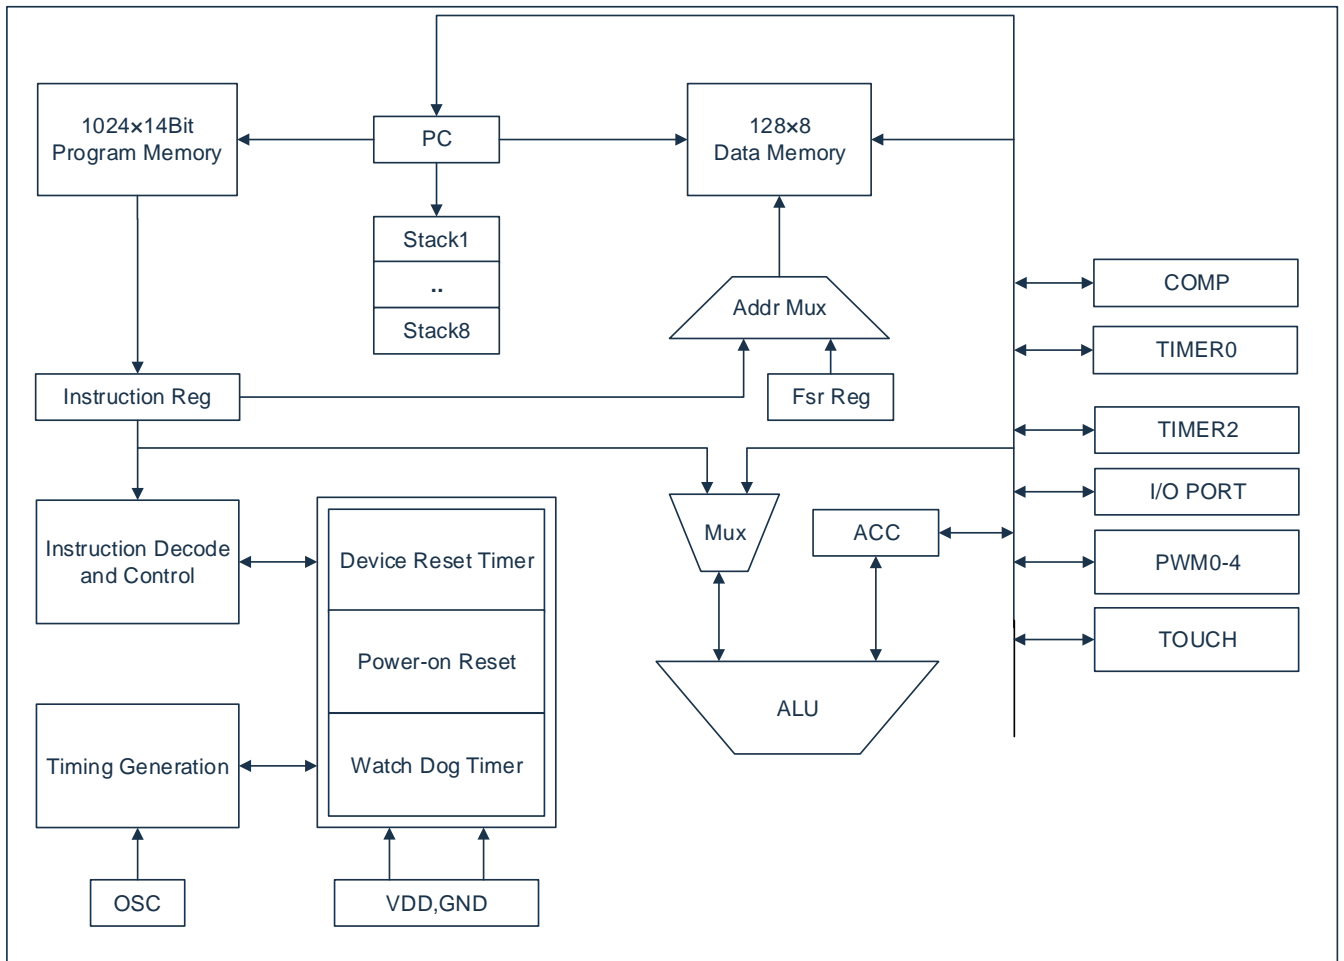 1024×14Bit
Program Memory
PC
128×8
Data Memory
Stack1
..
Stack8
Addr Mux
COMP
TIMER0
Instruction Reg
Fsr Reg
TIMER2
I/O PORT
Instruction Decode
and Control
Device Reset Timer
Mux
ACC
PWM0-4
Power-on Reset
TOUCH
ALU
Timing Generation
Watch Dog Timer
OSC
VDD,GND